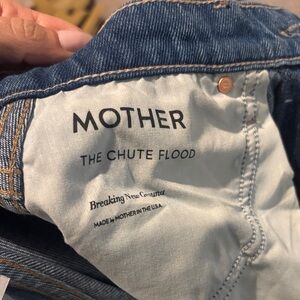 MOTHER
THE CHUTE FLOOD
Breaking New Ground
MADE by MOTHER IN THE U.S.A.